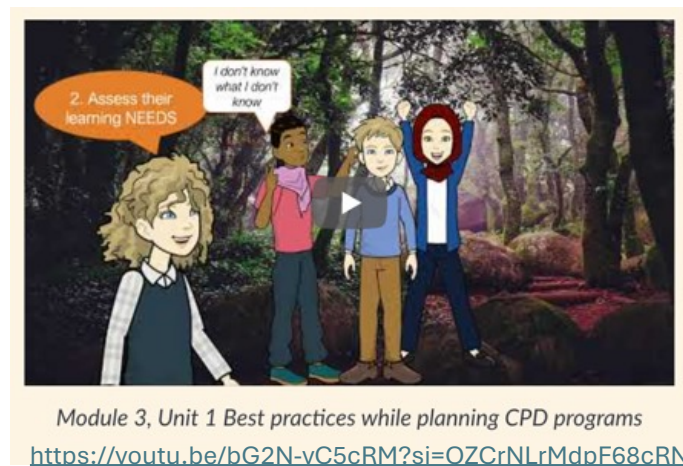 2. Assess their
learning NEEDS
I don't know
what I don't
know
Module 3, Unit 1 Best practices while planning CPD programs
https://youtu.be/bG2N-vC5cRM?si=OZCrNLrMdpF68cRN